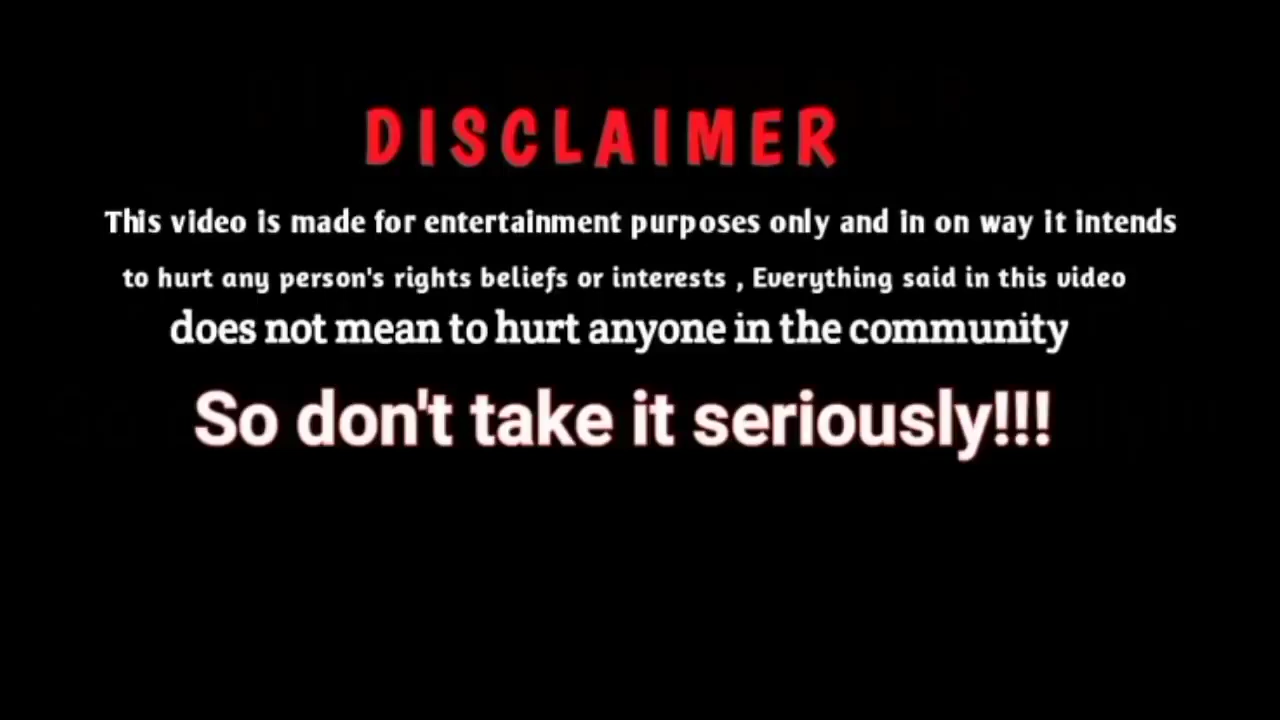 DISCLAIMER
This video is made for entertainment purposes only and in on way it intends
to hurt any person's rights beliefs or interests , Everything said in this video
does not mean to hurt anyone in the community
So don't take it seriously!!!